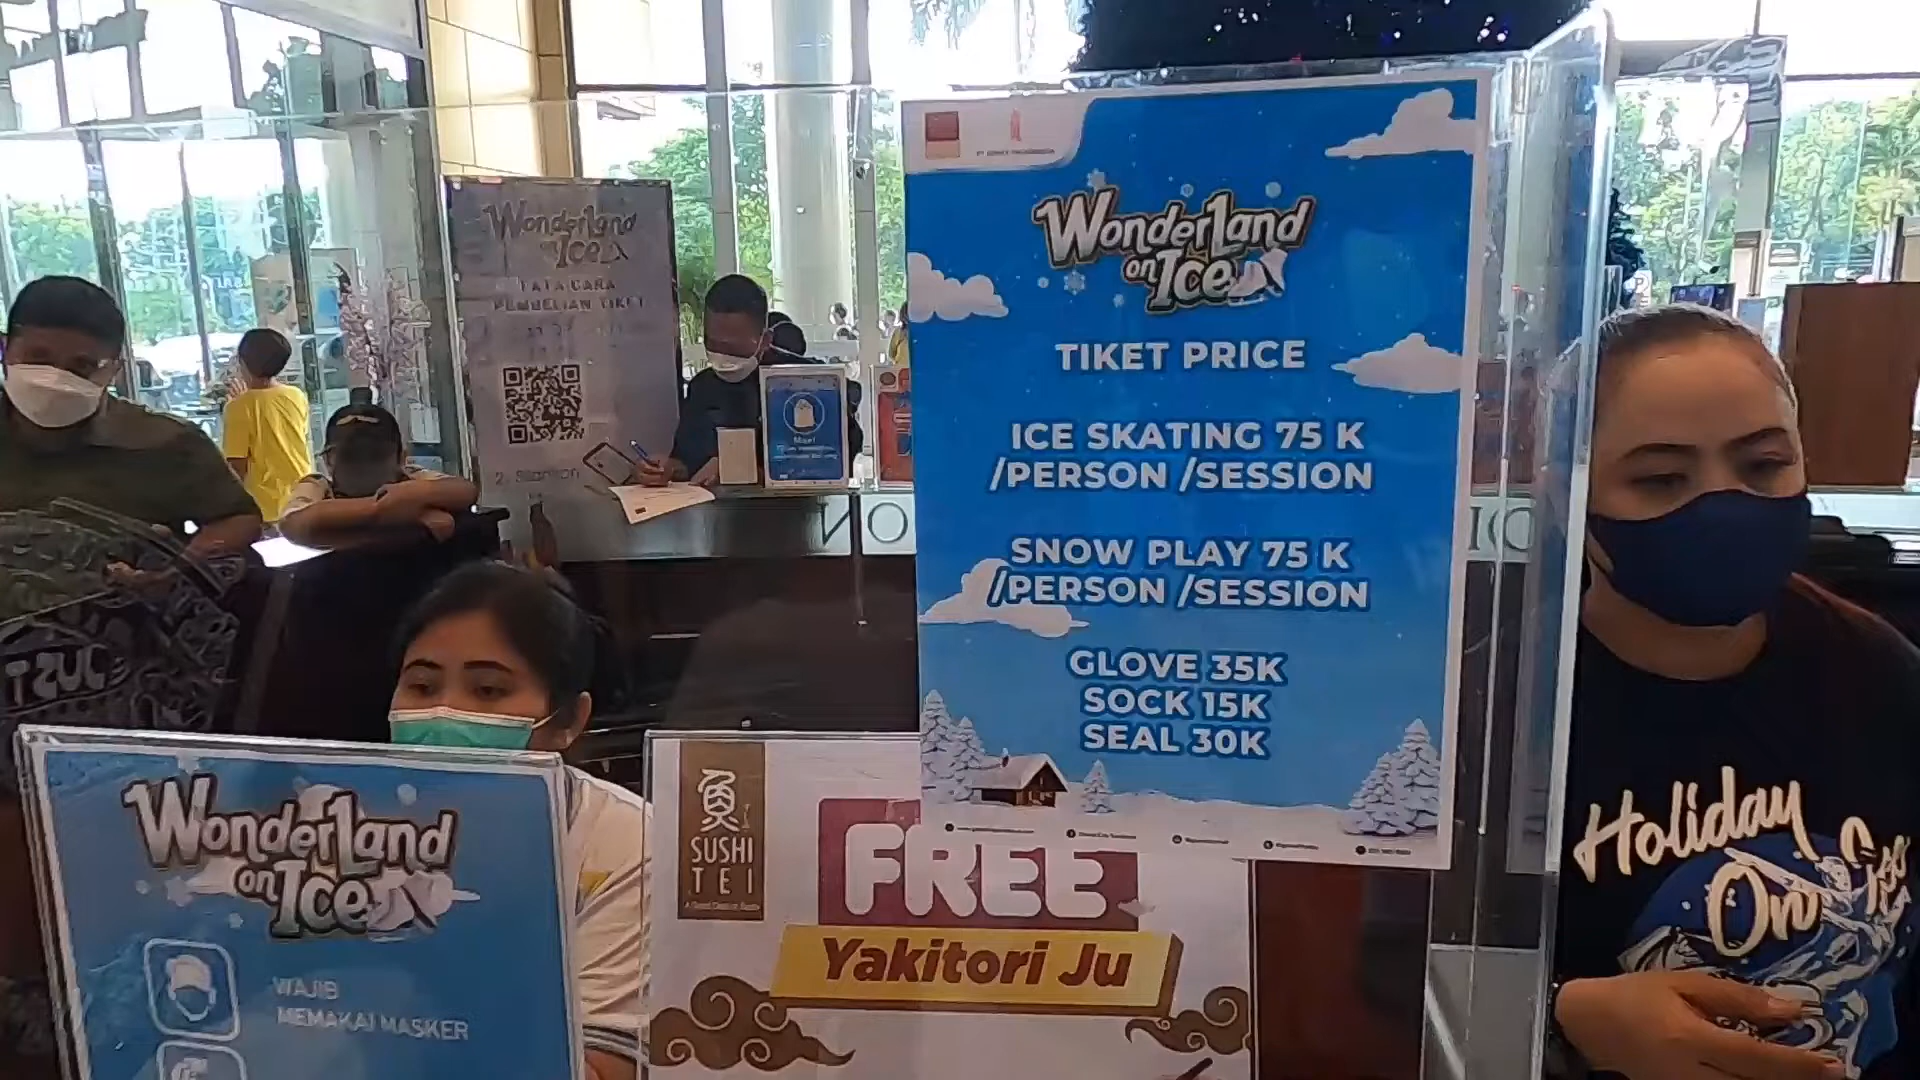 Wonderland
on Ice
TATA CARA
PEMBELIAN TIKET
Wonderland
on Ice
TIKET PRICE
ICE SKATING 75 K
/PERSON /SESSION
SNOW PLAY 75 K
/PERSON /SESSION
GLOVE 35K
SOCK 15K
SEAL 30K
JUST
Wonderland
on Ice
WAJIB
MEMAKAI MASKER
SUSHI
TEI
FREE
Yakitori Ju
Holiday
On Ice